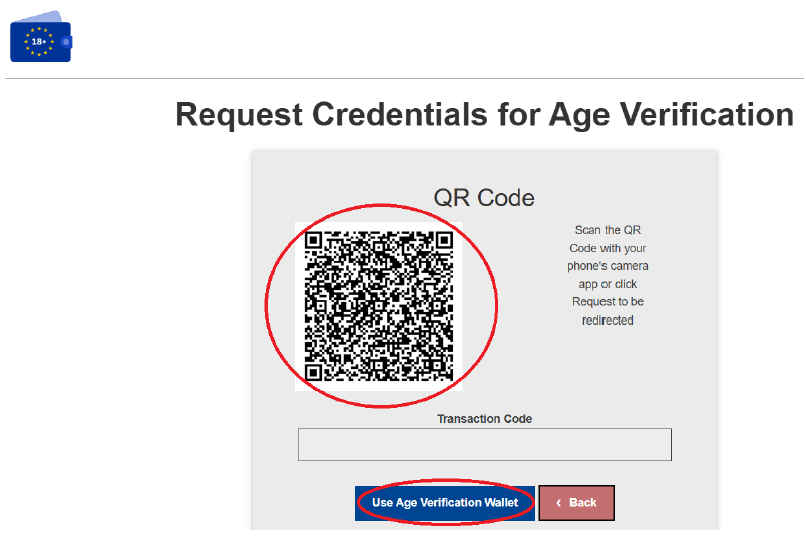 18+
Request Credentials for Age Verification
QR Code
Scan the QR
Code with your
phone's camera
app or click
Request to be
redirected
Transaction Code
Use Age Verification Wallet
‹ Back